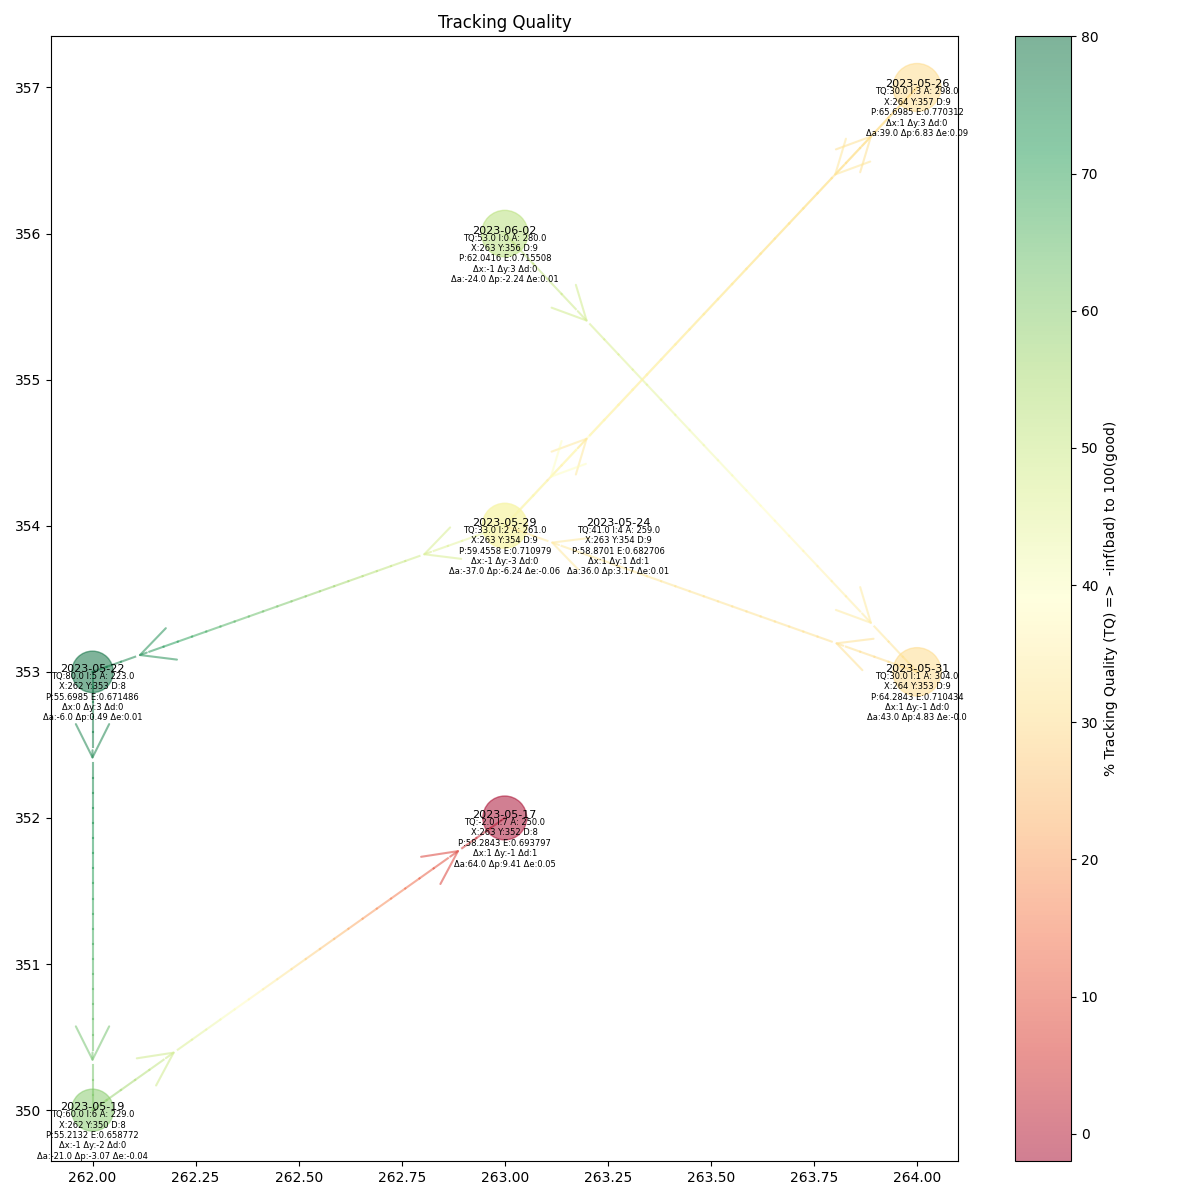 Tracking Quality
357
356
355
354
353
352
351
350
2023-05-26
TQ:30.0 I:3 A: 298.0
X:264 Y:357 D:9
P:65.6985 E:0.770312
Δx:1 Δy:3 Δd:0
Δa:39.0 Δp:6.83 Δe:0.09
2023-06-02
TQ:53.0 I:0 A: 280.0
X:263 Y:356 D:9
P:62.0416 E:0.715508
Δx:-1 Δy:3 Δd:0
Δa:-24.0 Δp:-2.24 Δe:0.01
2023-05-29
TQ:33.0 I:2 A: 261.0
X:263 Y:354 D:9
P:59.4558 E:0.710979
Δx:-1 Δy:-3 Δd:0
Δa:-37.0 Δp:-6.24 Δe:-0.06
2023-05-24
TQ:41.0 I:4 A: 259.0
X:263 Y:354 D:9
P:58.8701 E:0.682706
Δx:1 Δy:1 Δd:1
Δa:36.0 Δp:3.17 Δe:0.01
2023-05-22
TQ:80.0 I:5 A: 223.0
X:262 Y:353 D:8
P:55.6985 E:0.671486
Δx:0 Δy:3 Δd:0
Δa:-6.0 Δp:0.49 Δe:0.01
2023-05-31
TQ:30.0 I:1 A: 304.0
X:264 Y:353 D:9
P:64.2843 E:0.710434
Δx:1 Δy:-1 Δd:0
Δa:43.0 Δp:4.83 Δe:-0.0
2023-05-17
TQ:-2.0 I:7 A: 250.0
X:263 Y:352 D:8
P:58.2843 E:0.693797
Δx:1 Δy:-1 Δd:1
Δa:64.0 Δp:9.41 Δe:0.05
2023-05-19
TQ:60.0 I:6 A: 229.0
X:262 Y:350 D:8
P:55.2132 E:0.658772
Δx:-1 Δy:-2 Δd:0
Δa:-21.0 Δp:-3.07 Δe:-0.04
262.00 262.25 262.50 262.75 263.00 263.25 263.50 263.75 264.00
80
70
60
50
40
30
20
10
0
% Tracking Quality (TQ) => -inf(bad) to 100(good)